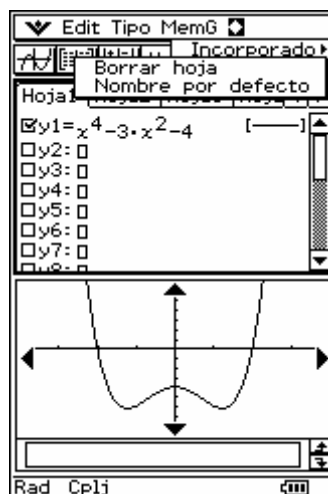 Edit Tipo MemG
Incorporado
Borrar hoja
Nombre por defecto
Hoja1
y1=x^4-3·x^2-4 [—]
y2:
y3:
y4:
y5:
y6:
y7:
Rad Cplj